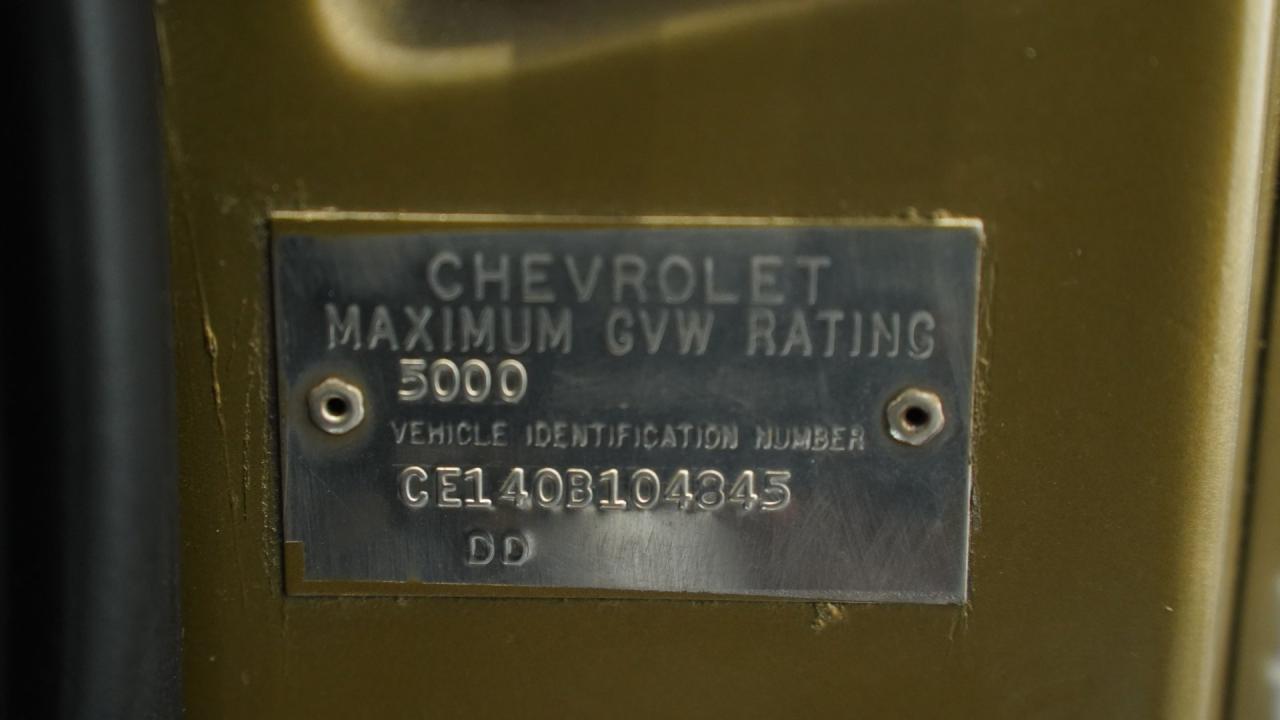 CHEVROLET
MAXIMUM GVW RATING
5000
VEHICLE IDENTIFICATION NUMBER
CE140B104845
DD